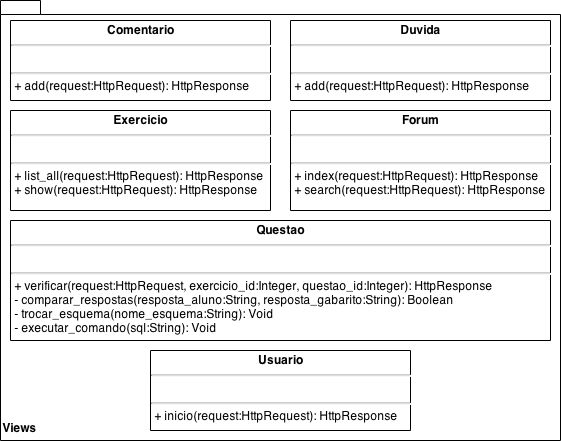 Comentario
+ add(request:HttpRequest): HttpResponse
Duvida
+ add(request:HttpRequest): HttpResponse
Exercicio
+ list_all(request:HttpRequest): HttpResponse
+ show(request:HttpRequest): HttpResponse
Forum
+ index(request:HttpRequest): HttpResponse
+ search(request:HttpRequest): HttpResponse
Questao
+ verificar(request:HttpRequest, exercicio_id:Integer, questao_id:Integer): HttpResponse
- comparar_respostas(resposta_aluno:String, resposta_gabarito:String): Boolean
- trocar_esquema(nome_esquema:String): Void
- executar_comando(sql:String): Void
Usuario
+ inicio(request:HttpRequest): HttpResponse
Views